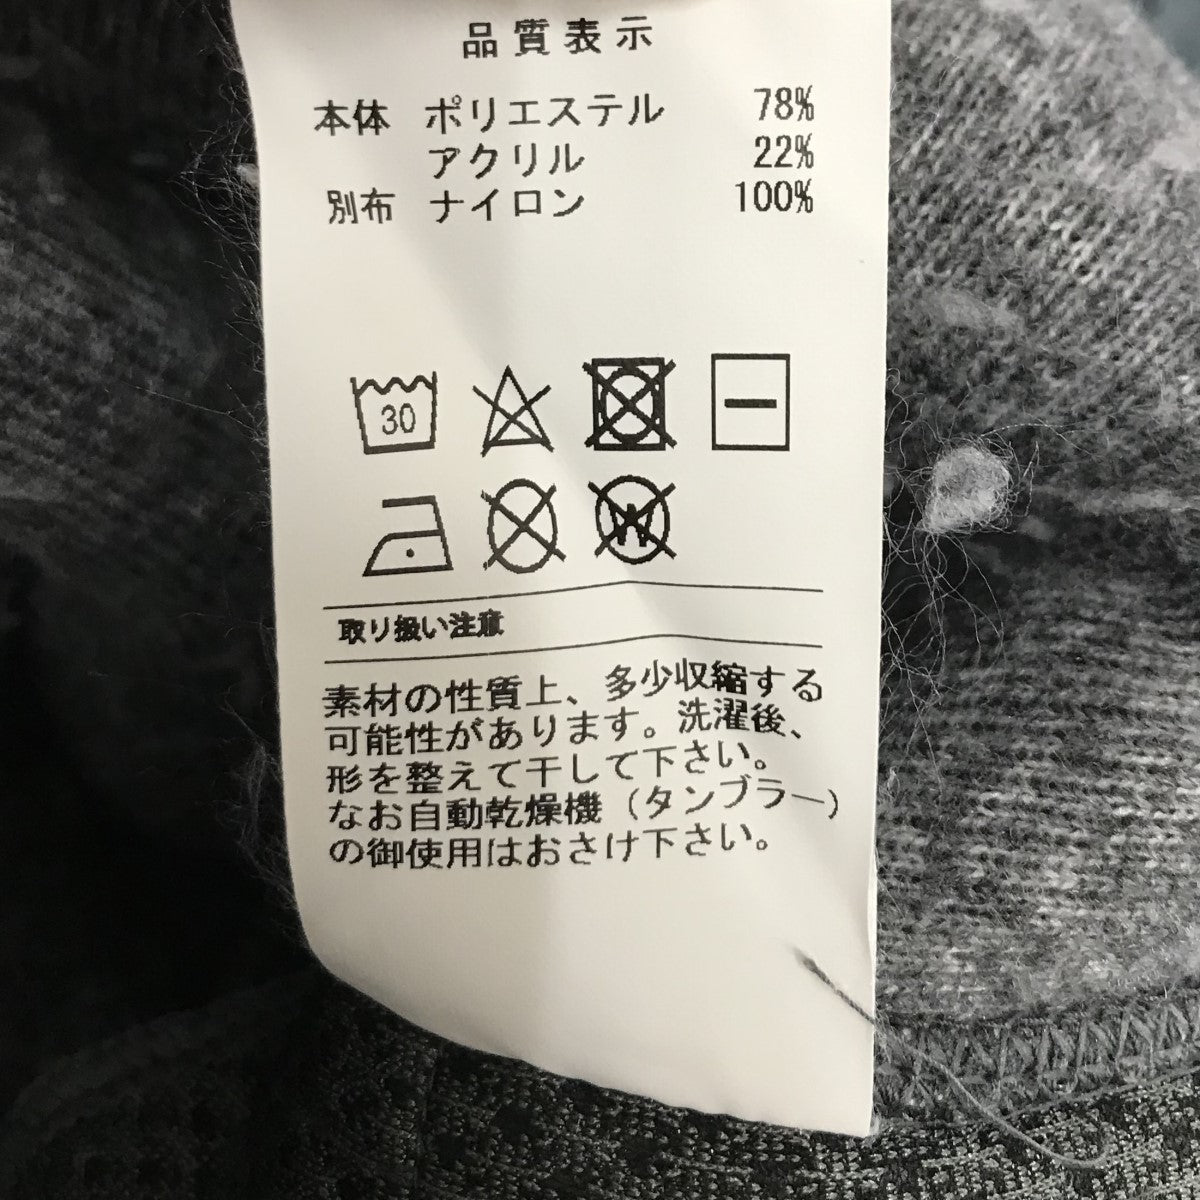 品質表示
本体 ポリエステル 78%
アクリル 22%
別布 ナイロン 100%
30
W
取り扱い注意
素材の性質上、多少収縮する
可能性があります。洗濯後、
形を整えて干して下さい。
なお自動乾燥機(タンブラー)
の御使用はおさけ下さい。